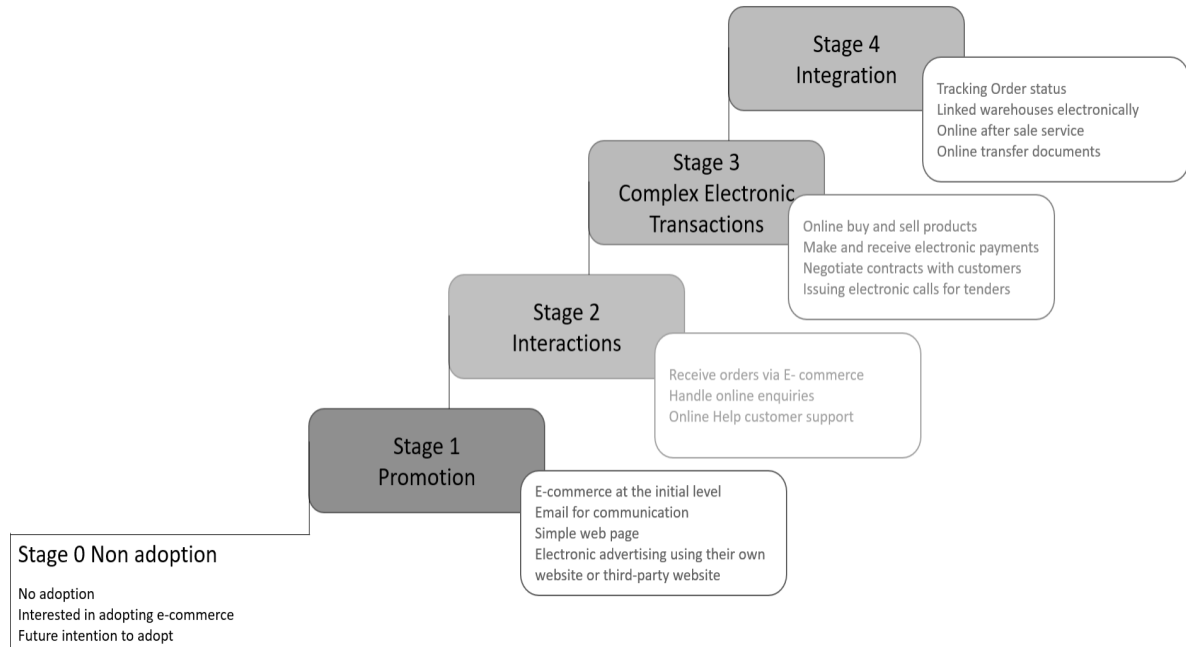 Stage 4
Integration
Tracking Order status
Linked warehouses electronically
Online after sale service
Online transfer documents
Stage 3
Complex Electronic
Transactions
Online buy and sell products
Make and receive electronic payments
Negotiate contracts with customers
Issuing electronic calls for tenders
Stage 2
Interactions
Receive orders via E- commerce
Handle online enquiries
Online Help customer support
Stage 1
Promotion
E-commerce at the initial level
Email for communication
Simple web page
Electronic advertising using their own
website or third-party website
Stage 0 Non adoption
No adoption
Interested in adopting e-commerce
Future intention to adopt